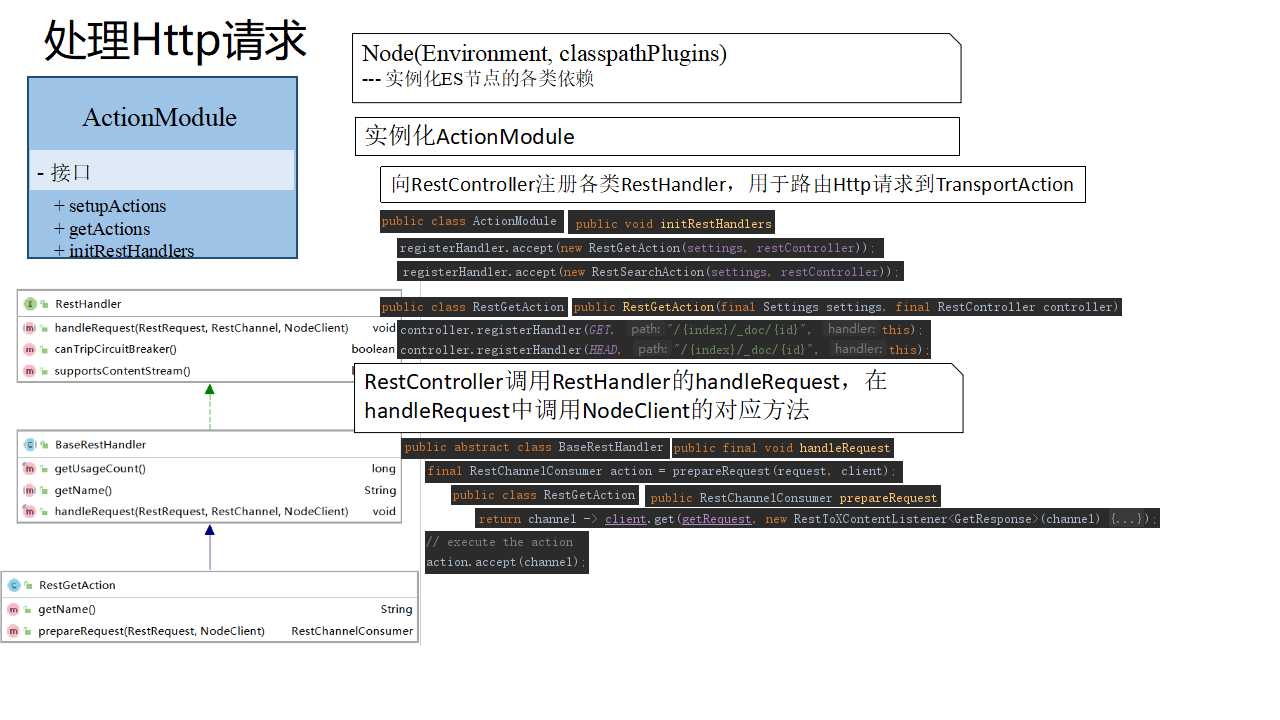 处理Http请求
ActionModule
- 接口
+ setupActions
+ getActions
+ initRestHandlers
RestHandler
handleRequest(RestRequest, RestChannel, NodeClient) void
canTripCircuitBreaker() boolean
supportsContentStream()
BaseRestHandler
getUsageCount() long
getName() String
handleRequest(RestRequest, RestChannel, NodeClient) void
RestGetAction
getName() String
prepareRequest(RestRequest, NodeClient) RestChannelConsumer
Node(Environment, classpathPlugins)
--- 实例化ES节点的各类依赖
实例化ActionModule
向RestController注册各类RestHandler，用于路由Http请求到TransportAction
public class ActionModule public void initRestHandlers
registerHandler.accept(new RestGetAction(settings, restController));
registerHandler.accept(new RestSearchAction(settings, restController));
public class RestGetAction public RestGetAction(final Settings settings, final RestController controller)
controller.registerHandler(GET, path: "/{index}/_doc/{id}", handler: this);
controller.registerHandler(HEAD, path: "/{index}/_doc/{id}", handler: this);
RestController调用RestHandler的handleRequest，在
handleRequest中调用NodeClient的对应方法
public abstract class BaseRestHandler public final void handleRequest
final RestChannelConsumer action = prepareRequest(request, client);
public class RestGetAction public RestChannelConsumer prepareRequest
return channel -> client.get(getRequest, new RestToXContentListener<GetResponse>(channel) {...});
// execute the action
action.accept(channel);